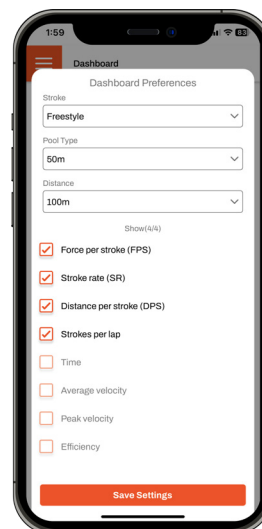 1:59
83
Dashboard
Dashboard Preferences
Stroke
Freestyle
Pool Type
50m
Distance
100m
Show(4/4)
Force per stroke (FPS)
Stroke rate (SR)
Distance per stroke (DPS)
Strokes per lap
Time
Average velocity
Peak velocity
Efficiency
Save Settings